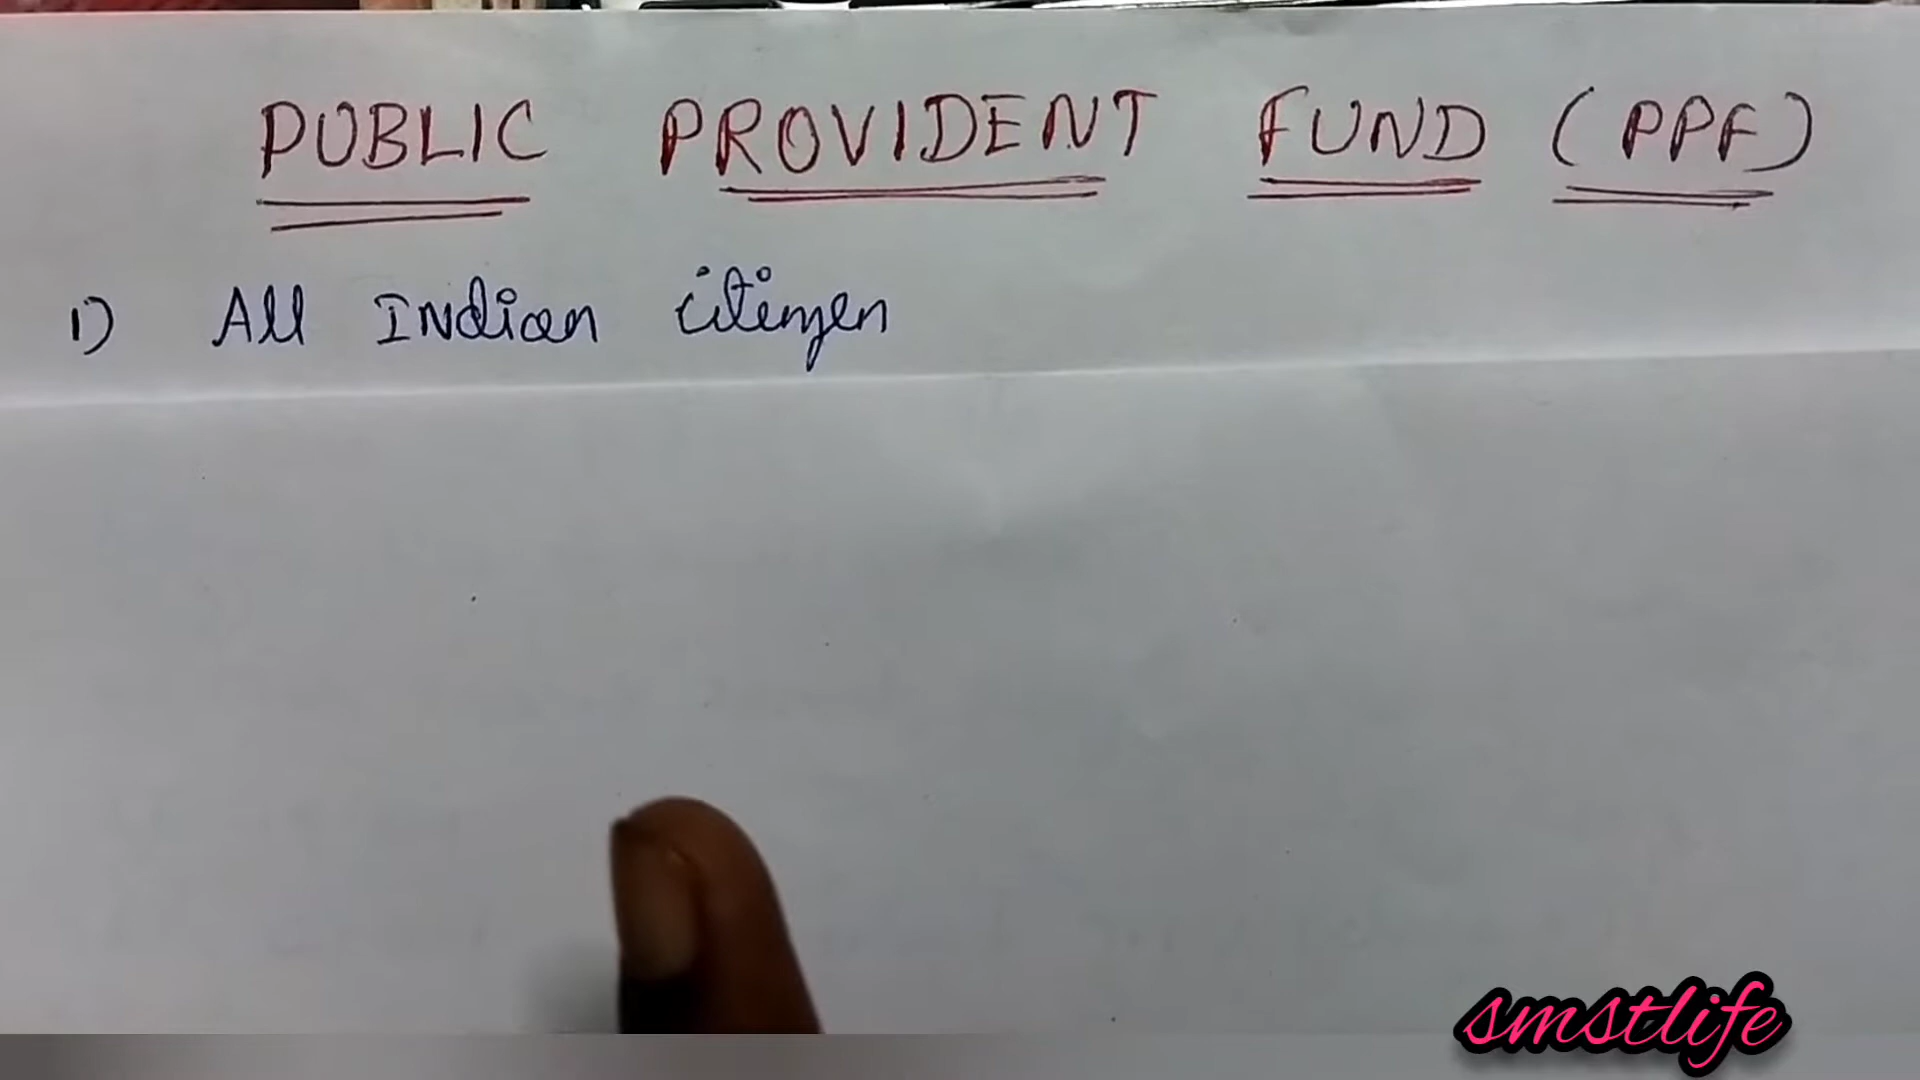 PUBLIC PROVIDENT FUND (PPF)
1) All Indian citizen
smstlife